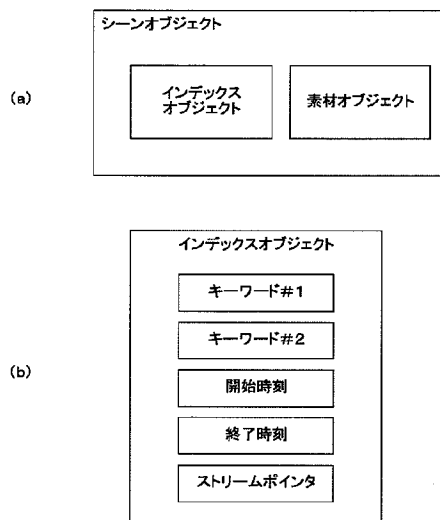 シーンオブジェクト
(a)
インデックス
オブジェクト
素材オブジェクト
インデックスオブジェクト
キーワード#1
キーワード#2
(b)
開始時刻
終了時刻
ストリームポインタ